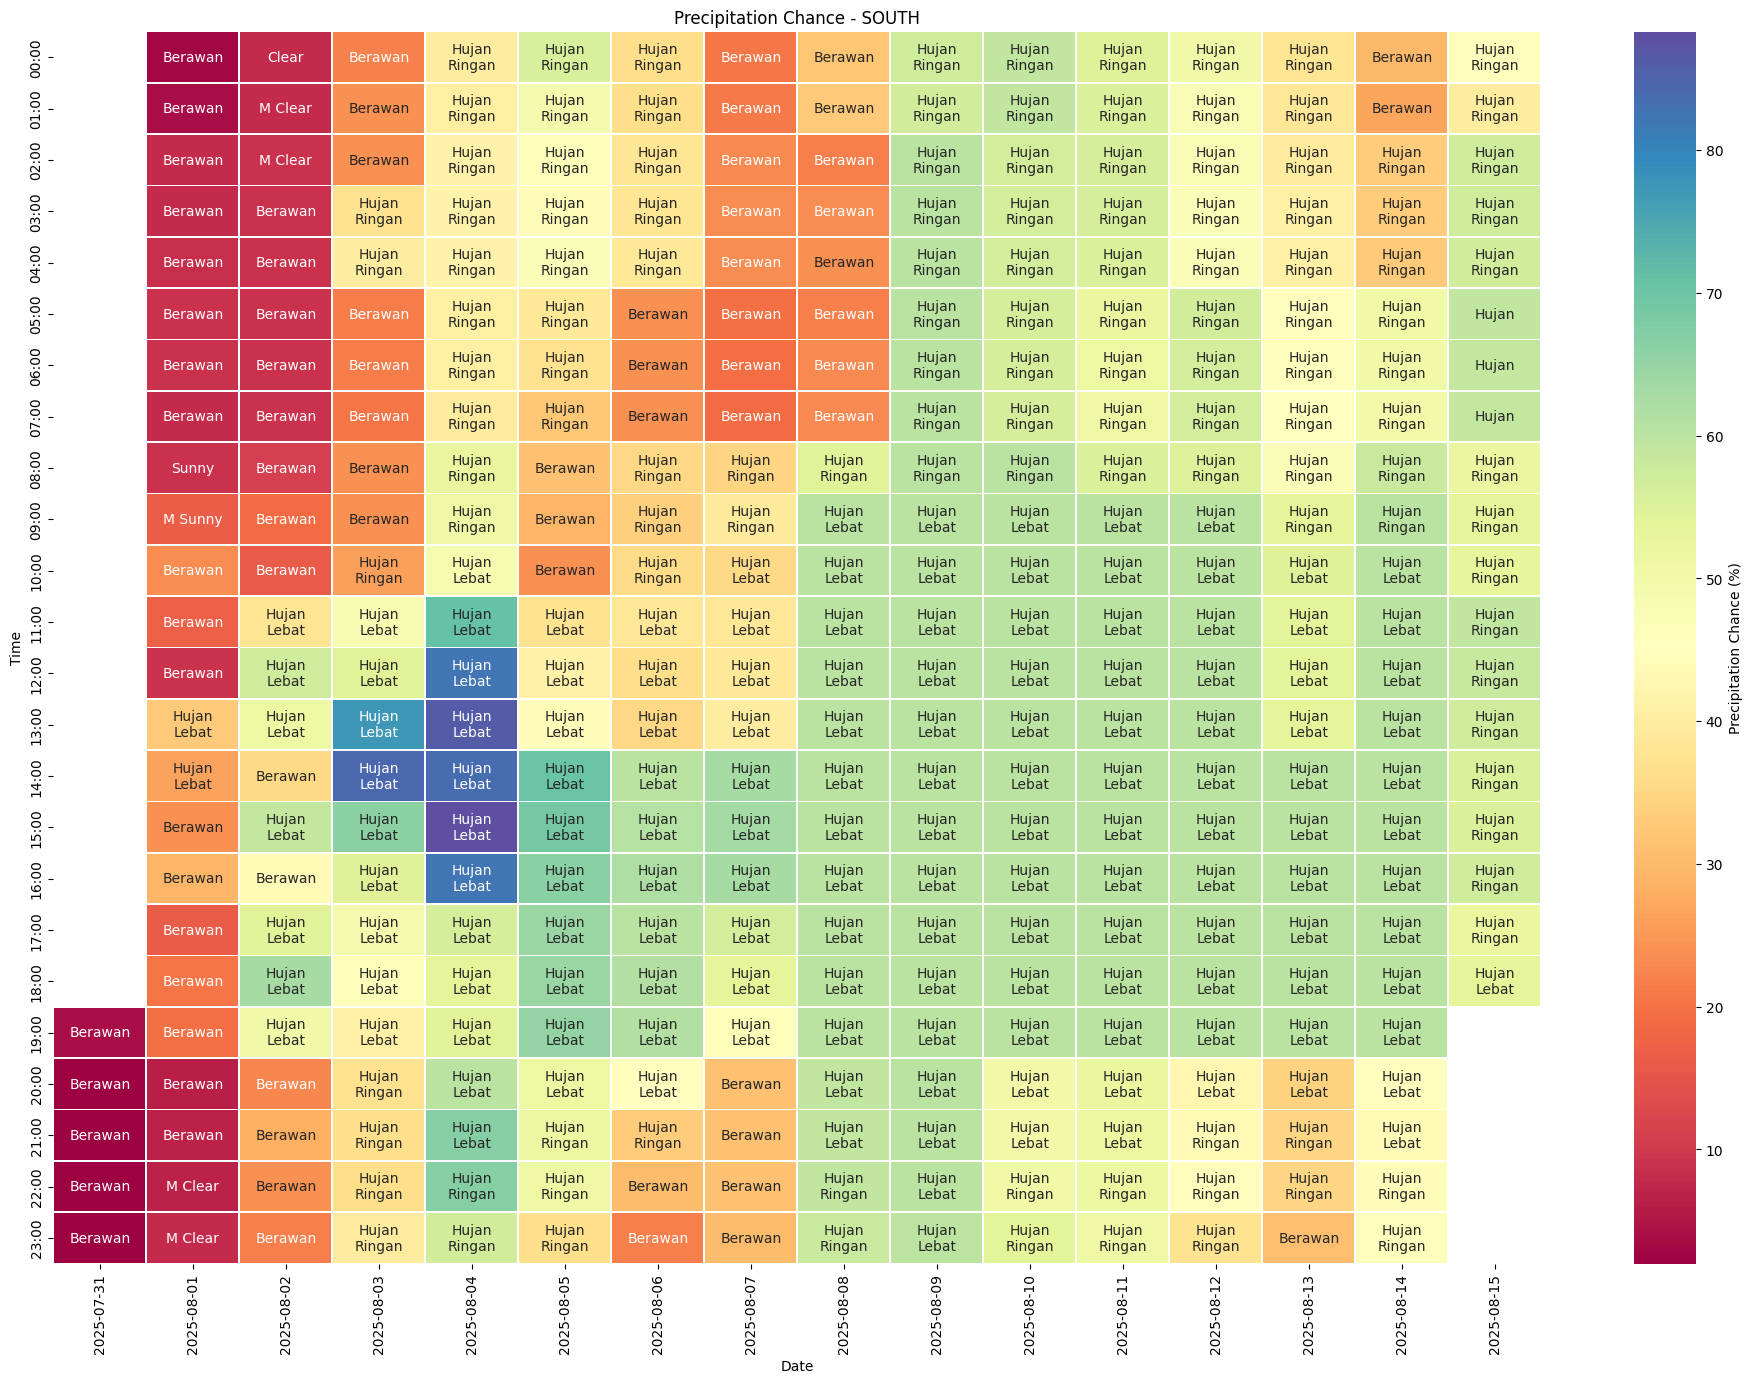 Precipitation Chance - SOUTH
Time
00:00 Berawan Clear Berawan Hujan Ringan Hujan Ringan Hujan Ringan Berawan Berawan Hujan Ringan Hujan Ringan Hujan Ringan Hujan Ringan Hujan Ringan Berawan Hujan Ringan
01:00 Berawan M Clear Berawan Hujan Ringan Hujan Ringan Hujan Ringan Berawan Berawan Hujan Ringan Hujan Ringan Hujan Ringan Hujan Ringan Hujan Ringan Berawan Hujan Ringan
02:00 Berawan M Clear Berawan Hujan Ringan Hujan Ringan Hujan Ringan Berawan Berawan Hujan Ringan Hujan Ringan Hujan Ringan Hujan Ringan Hujan Ringan Hujan Ringan Hujan Ringan
03:00 Berawan Berawan Hujan Ringan Hujan Ringan Hujan Ringan Hujan Ringan Berawan Berawan Hujan Ringan Hujan Ringan Hujan Ringan Hujan Ringan Hujan Ringan Hujan Ringan Hujan Ringan
04:00 Berawan Berawan Hujan Ringan Hujan Ringan Hujan Ringan Hujan Ringan Berawan Berawan Hujan Ringan Hujan Ringan Hujan Ringan Hujan Ringan Hujan Ringan Hujan Ringan Hujan Ringan
05:00 Berawan Berawan Berawan Hujan Ringan Hujan Ringan Berawan Berawan Berawan Hujan Ringan Hujan Ringan Hujan Ringan Hujan Ringan Hujan Ringan Hujan Ringan Hujan
06:00 Berawan Berawan Berawan Hujan Ringan Hujan Ringan Berawan Berawan Berawan Hujan Ringan Hujan Ringan Hujan Ringan Hujan Ringan Hujan Ringan Hujan Ringan Hujan
07:00 Berawan Berawan Berawan Hujan Ringan Hujan Ringan Berawan Berawan Berawan Hujan Ringan Hujan Ringan Hujan Ringan Hujan Ringan Hujan Ringan Hujan Ringan Hujan
08:00 Sunny Berawan Berawan Hujan Ringan Berawan Hujan Ringan Hujan Ringan Hujan Ringan Hujan Ringan Hujan Ringan Hujan Ringan Hujan Ringan Hujan Ringan Hujan Ringan Hujan Ringan
09:00 M Sunny Berawan Berawan Hujan Ringan Berawan Hujan Ringan Hujan Ringan Hujan Lebat Hujan Lebat Hujan Lebat Hujan Lebat Hujan Lebat Hujan Ringan Hujan Ringan Hujan Ringan
10:00 Berawan Berawan Hujan Ringan Hujan Lebat Berawan Hujan Ringan Hujan Lebat Hujan Lebat Hujan Lebat Hujan Lebat Hujan Lebat Hujan Lebat Hujan Lebat Hujan Lebat Hujan Ringan
11:00 Berawan Hujan Lebat Hujan Lebat Hujan Lebat Hujan Lebat Hujan Lebat Hujan Lebat Hujan Lebat Hujan Lebat Hujan Lebat Hujan Lebat Hujan Lebat Hujan Lebat Hujan Lebat Hujan Ringan
12:00 Berawan Hujan Lebat Hujan Lebat Hujan Lebat Hujan Lebat Hujan Lebat Hujan Lebat Hujan Lebat Hujan Lebat Hujan Lebat Hujan Lebat Hujan Lebat Hujan Lebat Hujan Lebat Hujan Ringan
13:00 Hujan Lebat Hujan Lebat Hujan Lebat Hujan Lebat Hujan Lebat Hujan Lebat Hujan Lebat Hujan Lebat Hujan Lebat Hujan Lebat Hujan Lebat Hujan Lebat Hujan Lebat Hujan Lebat Hujan Ringan
14:00 Hujan Lebat Berawan Hujan Lebat Hujan Lebat Hujan Lebat Hujan Lebat Hujan Lebat Hujan Lebat Hujan Lebat Hujan Lebat Hujan Lebat Hujan Lebat Hujan Lebat Hujan Lebat Hujan Ringan
15:00 Berawan Hujan Lebat Hujan Lebat Hujan Lebat Hujan Lebat Hujan Lebat Hujan Lebat Hujan Lebat Hujan Lebat Hujan Lebat Hujan Lebat Hujan Lebat Hujan Lebat Hujan Lebat Hujan Ringan
16:00 Berawan Berawan Hujan Lebat Hujan Lebat Hujan Lebat Hujan Lebat Hujan Lebat Hujan Lebat Hujan Lebat Hujan Lebat Hujan Lebat Hujan Lebat Hujan Lebat Hujan Lebat Hujan Ringan
17:00 Berawan Hujan Lebat Hujan Lebat Hujan Lebat Hujan Lebat Hujan Lebat Hujan Lebat Hujan Lebat Hujan Lebat Hujan Lebat Hujan Lebat Hujan Lebat Hujan Lebat Hujan Lebat Hujan Ringan
18:00 Berawan Hujan Lebat Hujan Lebat Hujan Lebat Hujan Lebat Hujan Lebat Hujan Lebat Hujan Lebat Hujan Lebat Hujan Lebat Hujan Lebat Hujan Lebat Hujan Lebat Hujan Lebat Hujan Lebat
19:00 Berawan Berawan Hujan Lebat Hujan Lebat Hujan Lebat Hujan Lebat Hujan Lebat Hujan Lebat Hujan Lebat Hujan Lebat Hujan Lebat Hujan Lebat Hujan Lebat Hujan Lebat Hujan Lebat
20:00 Berawan Berawan Berawan Hujan Ringan Hujan Lebat Hujan Lebat Hujan Lebat Berawan Hujan Lebat Hujan Lebat Hujan Lebat Hujan Lebat Hujan Lebat Hujan Lebat Hujan Lebat
21:00 Berawan Berawan Berawan Hujan Ringan Hujan Lebat Hujan Ringan Hujan Ringan Berawan Hujan Lebat Hujan Lebat Hujan Lebat Hujan Lebat Hujan Ringan Hujan Ringan Hujan Lebat
22:00 Berawan M Clear Berawan Hujan Ringan Hujan Ringan Hujan Ringan Berawan Berawan Hujan Ringan Hujan Lebat Hujan Ringan Hujan Ringan Hujan Ringan Hujan Ringan Hujan Ringan
23:00 Berawan M Clear Berawan Hujan Ringan Hujan Ringan Hujan Ringan Berawan Berawan Hujan Ringan Hujan Lebat Hujan Ringan Hujan Ringan Hujan Ringan Berawan Hujan Ringan
2025-07-31 2025-08-01 2025-08-02 2025-08-03 2025-08-04 2025-08-05 2025-08-06 2025-08-07 2025-08-08 2025-08-09 2025-08-10 2025-08-11 2025-08-12 2025-08-13 2025-08-14 2025-08-15
Date
80
70
60
50
40
30
20
10
Precipitation Chance (%)